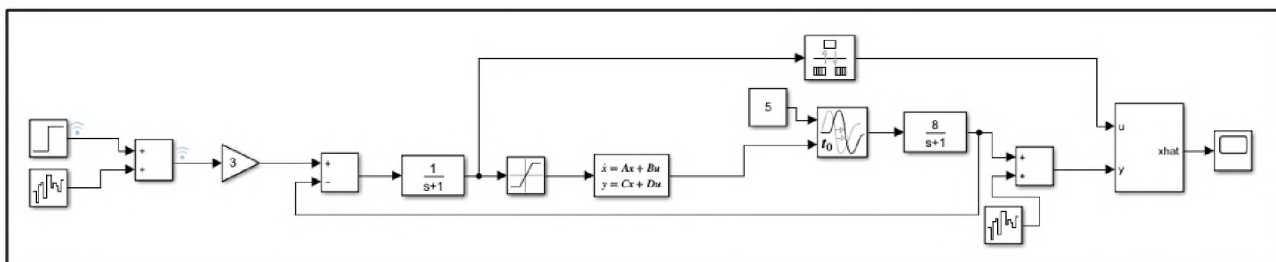 +
+
3
+
−
1
s+1
ẋ = Ax + Bu
y = Cx + Du
5
t₀
8
s+1
+
+
u
y
xhat